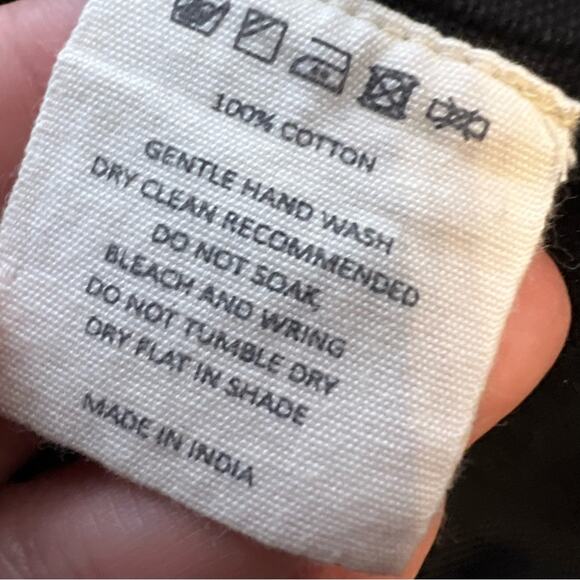 100% COTTON
GENTLE HAND WASH
DRY CLEAN RECOMMENDED
DO NOT SOAK,
BLEACH AND WRING
DO NOT TUMBLE DRY
DRY FLAT IN SHADE
MADE IN INDIA